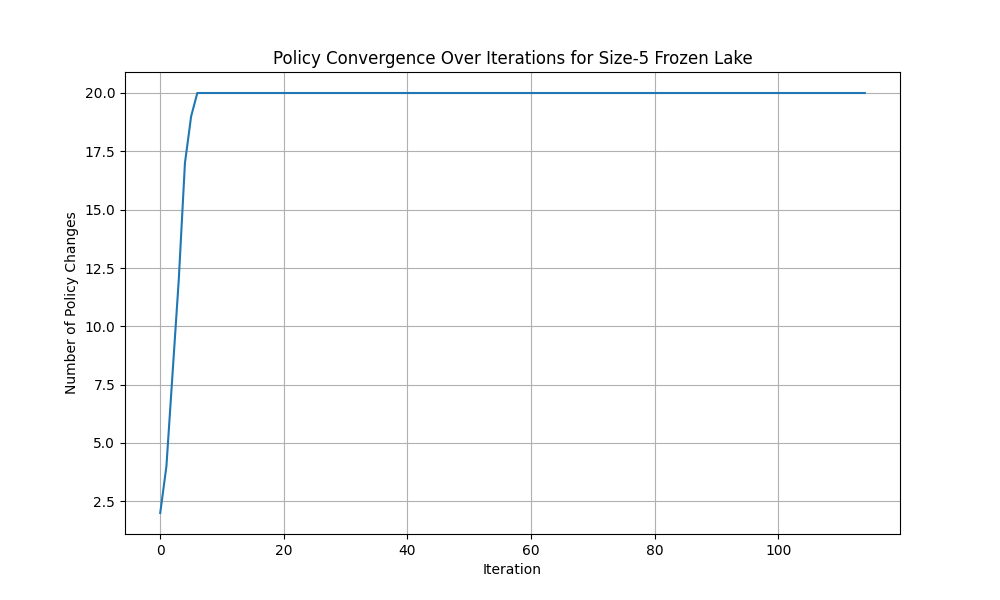 Policy Convergence Over Iterations for Size-5 Frozen Lake
Number of Policy Changes
20.0
17.5
15.0
12.5
10.0
7.5
5.0
2.5
0 20 40 60 80 100
Iteration